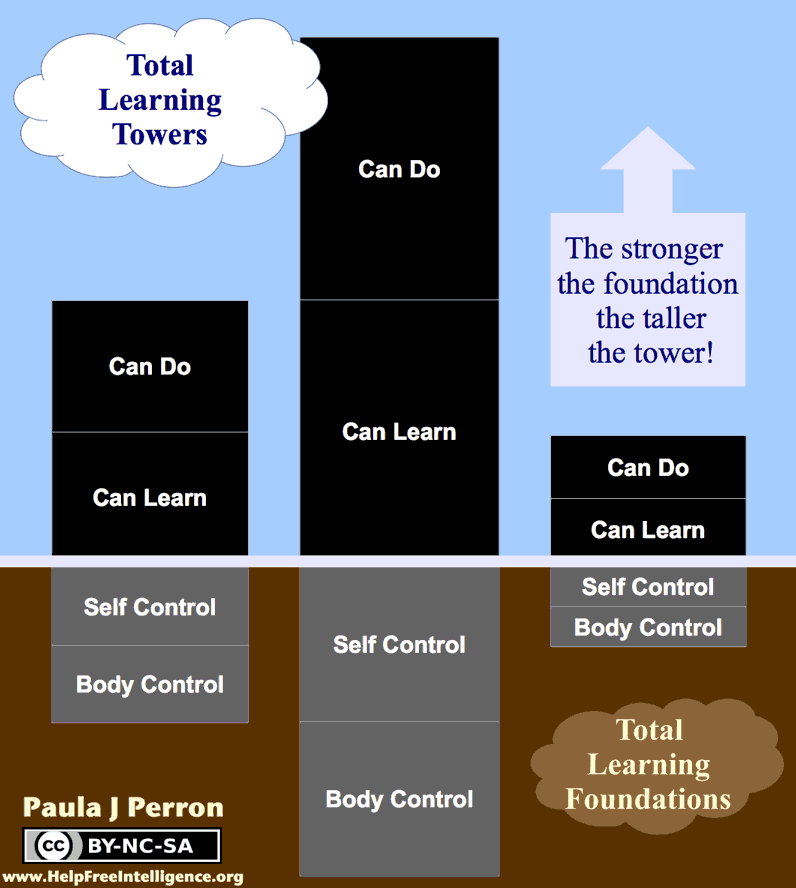 Total
Learning
Towers
Can Do
Can Learn
Self Control
Body Control
Can Do
Can Learn
Self Control
Body Control
The stronger
the foundation
the taller
the tower!
Can Do
Can Learn
Self Control
Body Control
Total
Learning
Foundations
Paula J Perron
cc BY-NC-SA
www.HelpFreeIntelligence.org